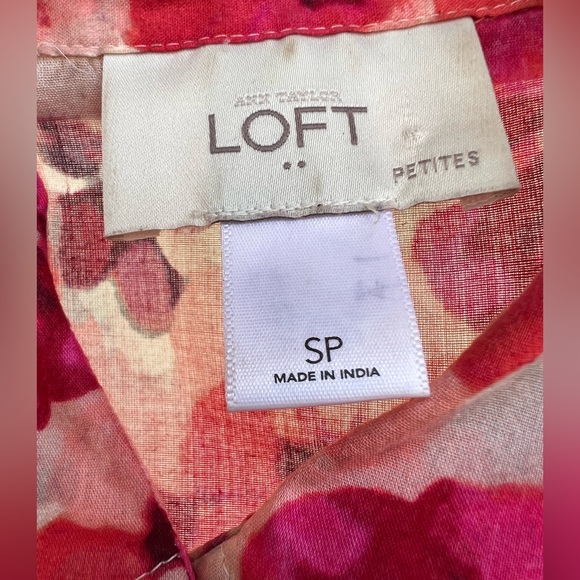 ANN TAYLOR
LOFT
PETITES
SP
MADE IN INDIA